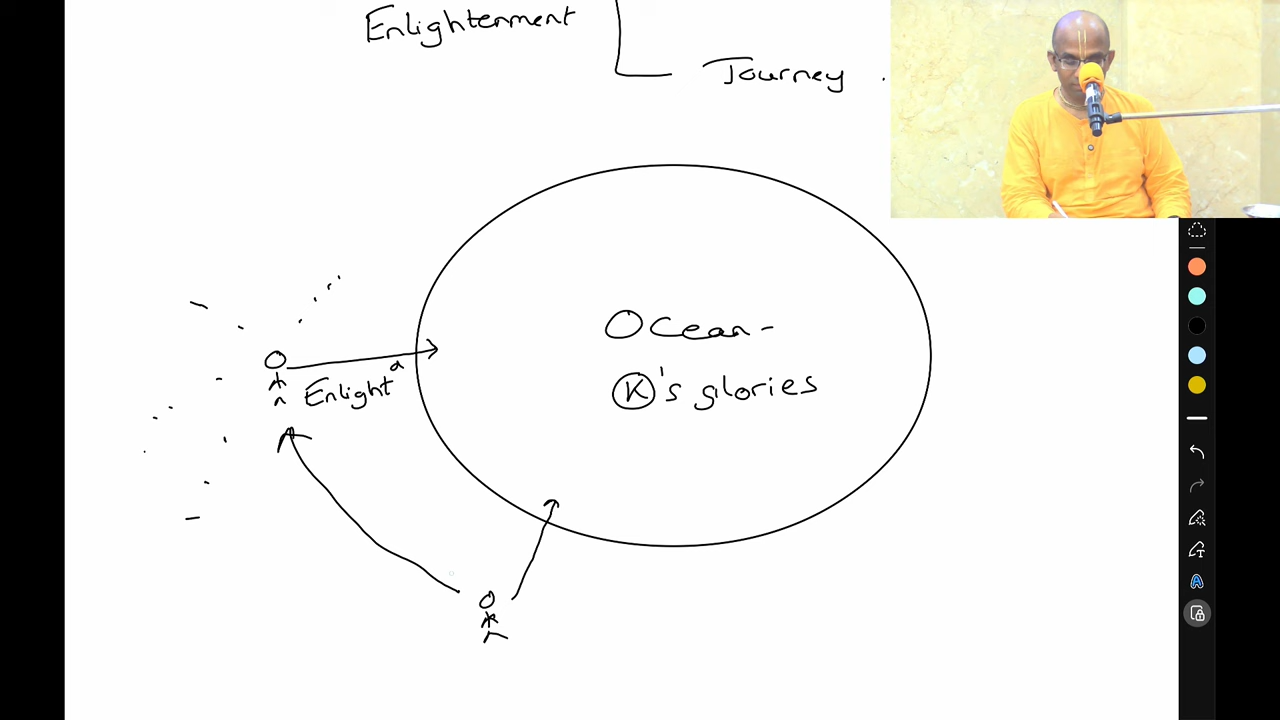 Enlightenment
Journey
Ocean -
K's glories
Enlight